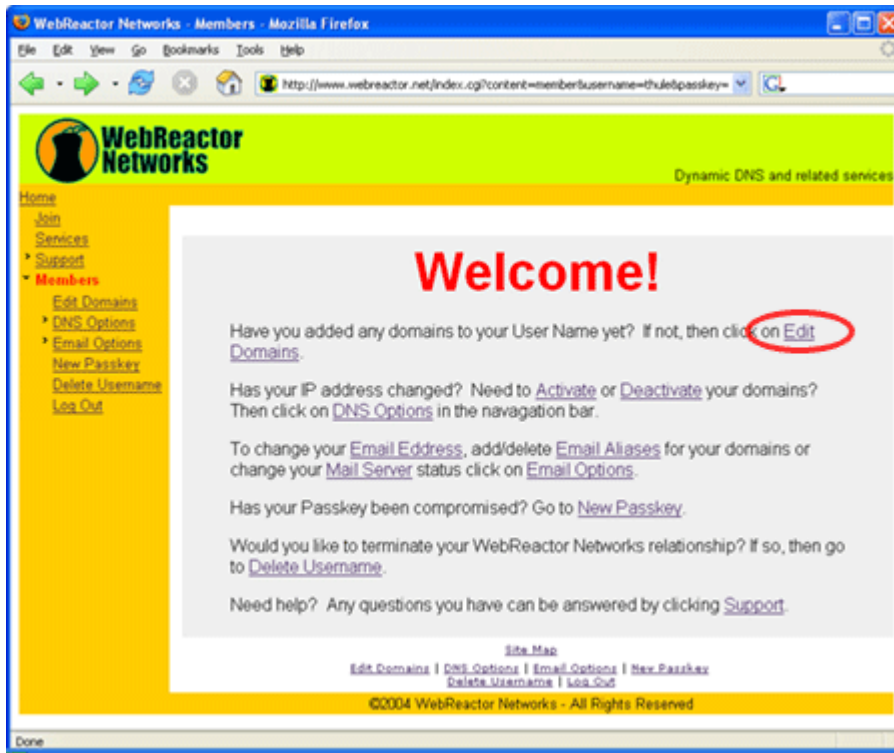 WebReactor Networks - Members - Mozilla Firefox
File Edit View Go Bookmarks Tools Help
http://www.webreactor.net/index.cgi?content=member&username=thule&passkey=
WebReactor
Networks
Dynamic DNS and related services
Home
Join
Services
Support
Members
Edit Domains
DNS Options
Email Options
New Passkey
Delete Username
Log Out
Welcome!
Have you added any domains to your User Name yet? If not, then click on Edit
Domains.
Has your IP address changed? Need to Activate or Deactivate your domains?
Then click on DNS Options in the navagation bar.
To change your Email Eddress, add/delete Email Aliases for your domains or
change your Mail Server status click on Email Options.
Has your Passkey been compromised? Go to New Passkey.
Would you like to terminate your WebReactor Networks relationship? If so, then go
to Delete Username.
Need help? Any questions you have can be answered by clicking Support.
Site Map
Edit Domains | DNS Options | Email Options | New Passkey
Delete Username | Log Out
©2004 WebReactor Networks - All Rights Reserved
Done